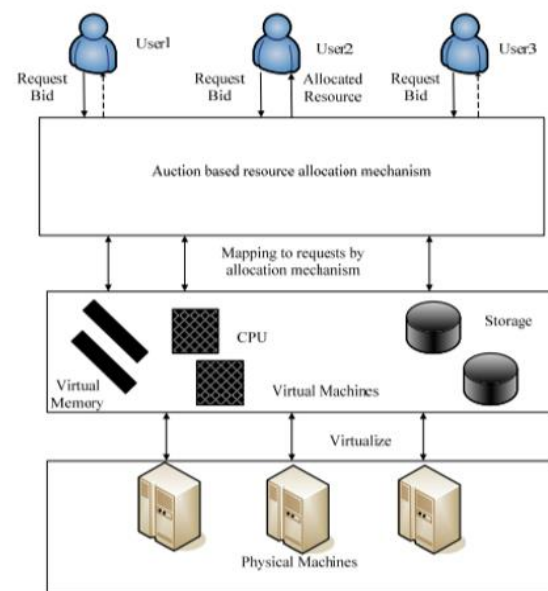 User1
User2
User3
Request
Bid
Request
Bid
Allocated
Resource
Request
Bid
Auction based resource allocation mechanism
Mapping to requests by
allocation mechanism
CPU
Storage
Virtual
Memory
Virtual Machines
Virtualize
Physical Machines